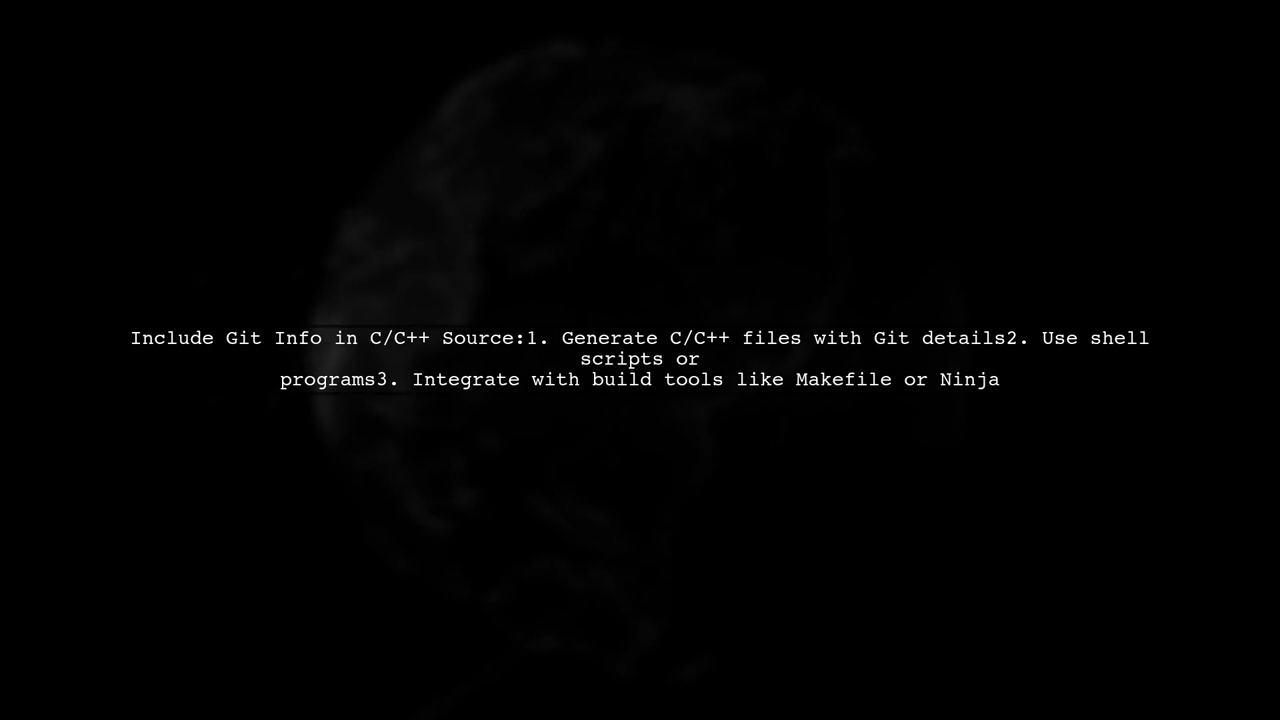 Include Git Info in C/C++ Source:1. Generate C/C++ files with Git details2. Use shell
scripts or
programs3. Integrate with build tools like Makefile or Ninja